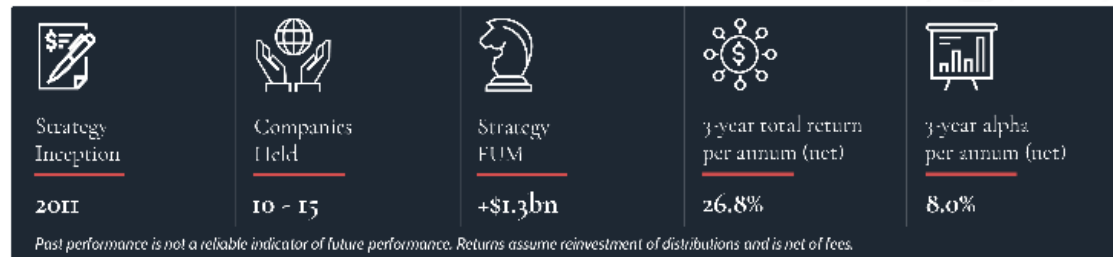 $
$
Strategy
Inception
2011
Companies
Held
10 - 15
Strategy
FUM
+$1.3bn
3-year total return
per annum (net)
26.8%
3-year alpha
per annum (net)
8.0%
Past performance is not a reliable indicator of future performance. Returns assume reinvestment of distributions and is net of fees.